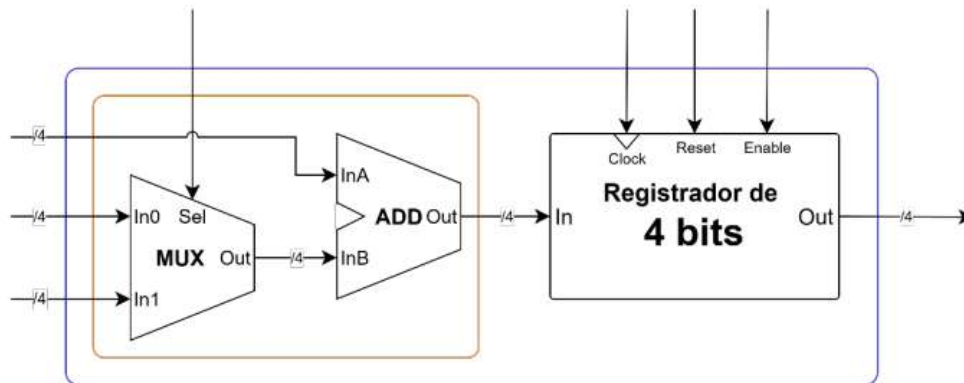 /4
InA
Clock
Reset
Enable
Registrador de
4 bits
/4
In0
Sel
ADD
Out
/4
In
Out
/4
MUX
Out
/4
InB
/4
In1